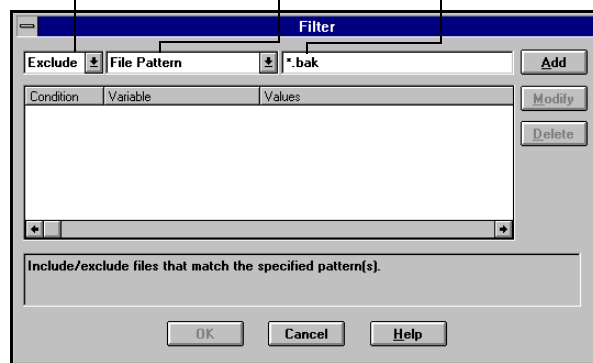 Filter
Exclude File Pattern *.bak Add
Condition Variable Values
Modify
Delete
Include/exclude files that match the specified pattern(s).
OK Cancel Help